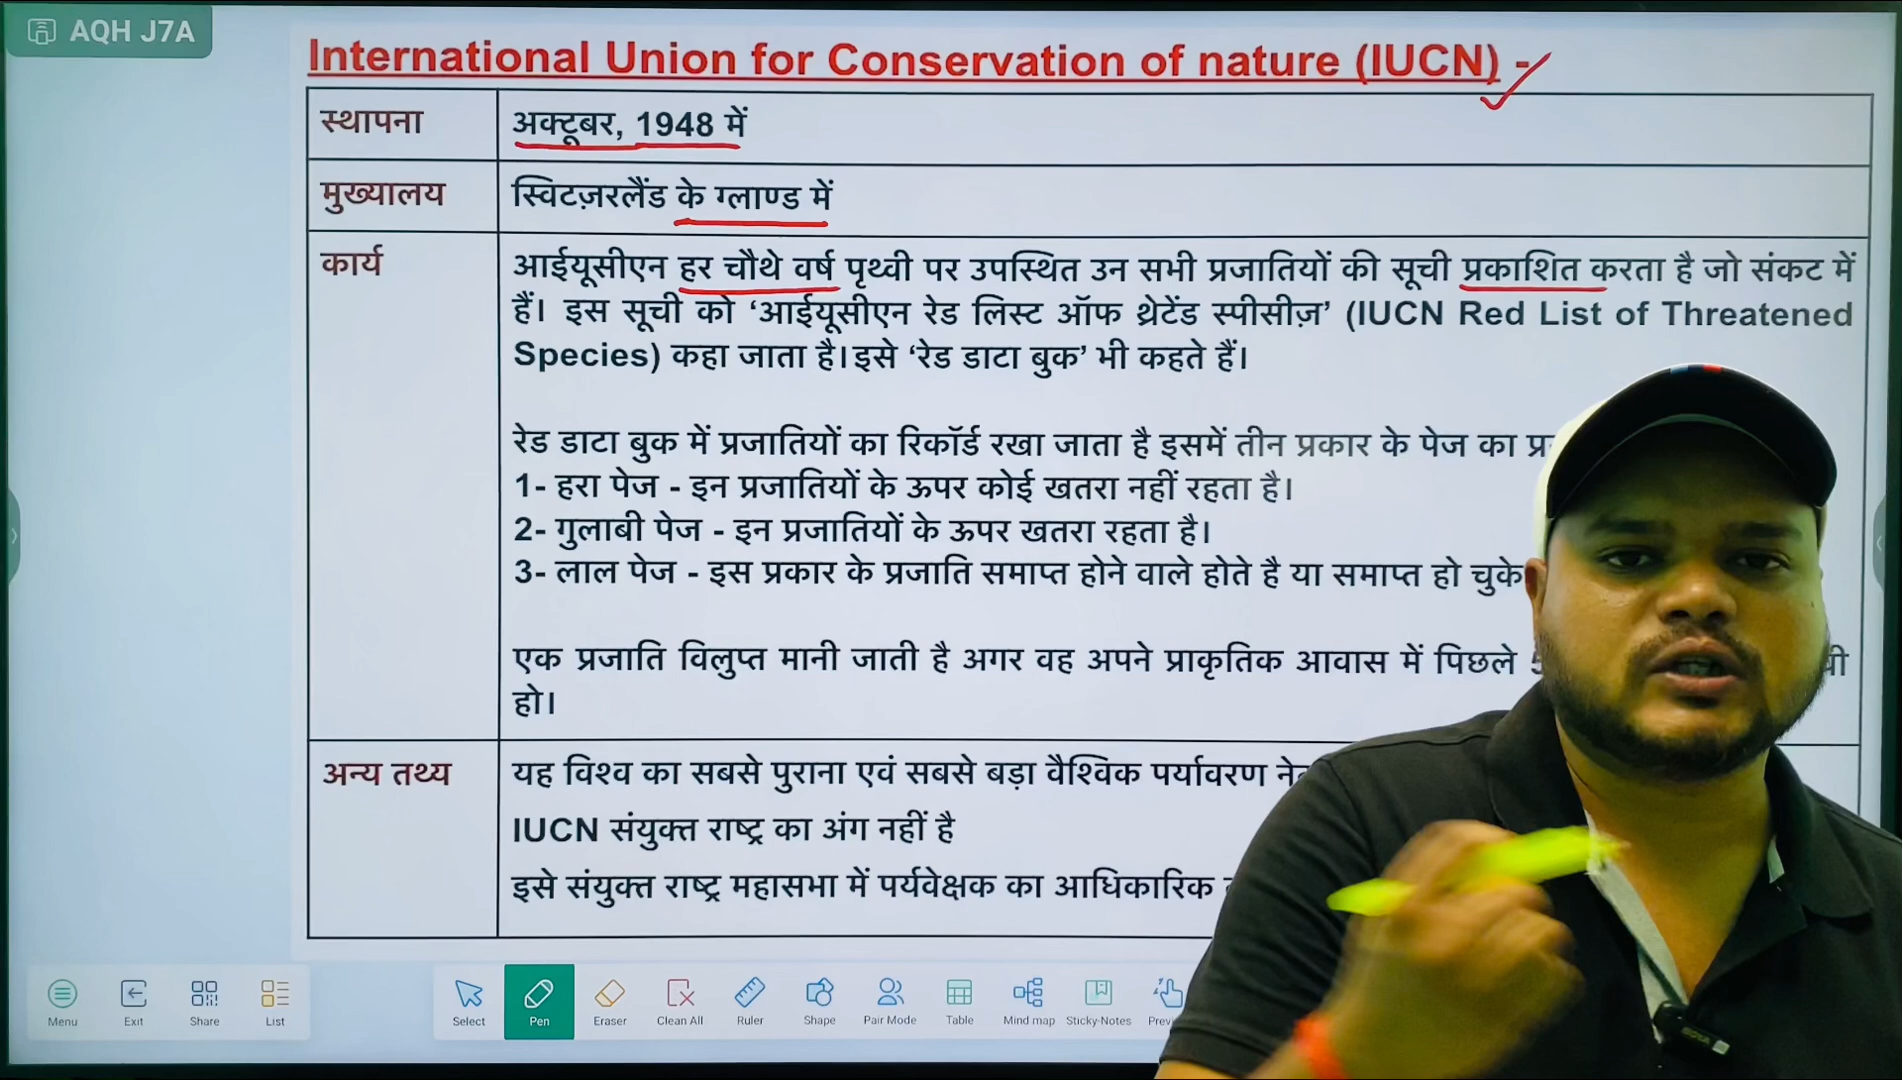 AQH J7A
International Union for Conservation of nature (IUCN) -
स्थापना
अक्टूबर, 1948 में
मुख्यालय
स्विटज़रलैंड के ग्लाण्ड में
कार्य
आईयूसीएन हर चौथे वर्ष पृथ्वी पर उपस्थित उन सभी प्रजातियों की सूची प्रकाशित करता है जो संकट में
हैं। इस सूची को ‘आईयूसीएन रेड लिस्ट ऑफ थ्रेटेंड स्पीसीज़’ (IUCN Red List of Threatened
Species) कहा जाता है। इसे ‘रेड डाटा बुक’ भी कहते हैं।
रेड डाटा बुक में प्रजातियों का रिकॉर्ड रखा जाता है इसमें तीन प्रकार के पेज का
1- हरा पेज - इन प्रजातियों के ऊपर कोई खतरा नहीं रहता है।
2- गुलाबी पेज - इन प्रजातियों के ऊपर खतरा रहता है।
3- लाल पेज - इस प्रकार के प्रजाति समाप्त होने वाले होते है या समाप्त हो चुके
एक प्रजाति विलुप्त मानी जाती है अगर वह अपने प्राकृतिक आवास में पिछले
हो।
अन्य तथ्य
यह विश्व का सबसे पुराना एवं सबसे बड़ा वैश्विक पर्यावरण
IUCN संयुक्त राष्ट्र का अंग नहीं है
इसे संयुक्त राष्ट्र महासभा में पर्यवेक्षक का आधिकारिक
Menu Exit Share List Select Pen Eraser Clean All Ruler Shape Pair Mode Table Mind map Sticky-Notes